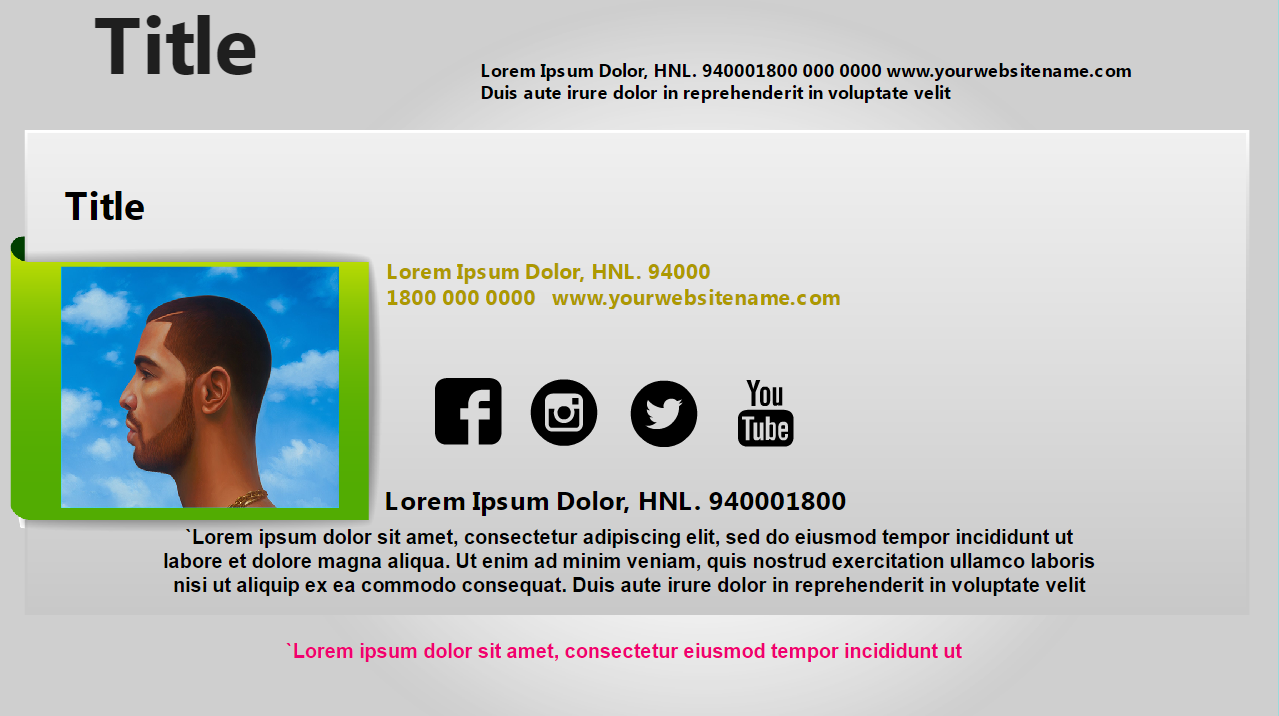 Title
Lorem Ipsum Dolor, HNL. 940001800 000 0000 www.yourwebsitename.com
Duis aute irure dolor in reprehenderit in voluptate velit
Title
Lorem Ipsum Dolor, HNL. 94000
1800 000 0000 www.yourwebsitename.com
You
Tube
Lorem Ipsum Dolor, HNL. 940001800
`Lorem ipsum dolor sit amet, consectetur adipiscing elit, sed do eiusmod tempor incididunt ut
labore et dolore magna aliqua. Ut enim ad minim veniam, quis nostrud exercitation ullamco laboris
nisi ut aliquip ex ea commodo consequat. Duis aute irure dolor in reprehenderit in voluptate velit
`Lorem ipsum dolor sit amet, consectetur eiusmod tempor incididunt ut